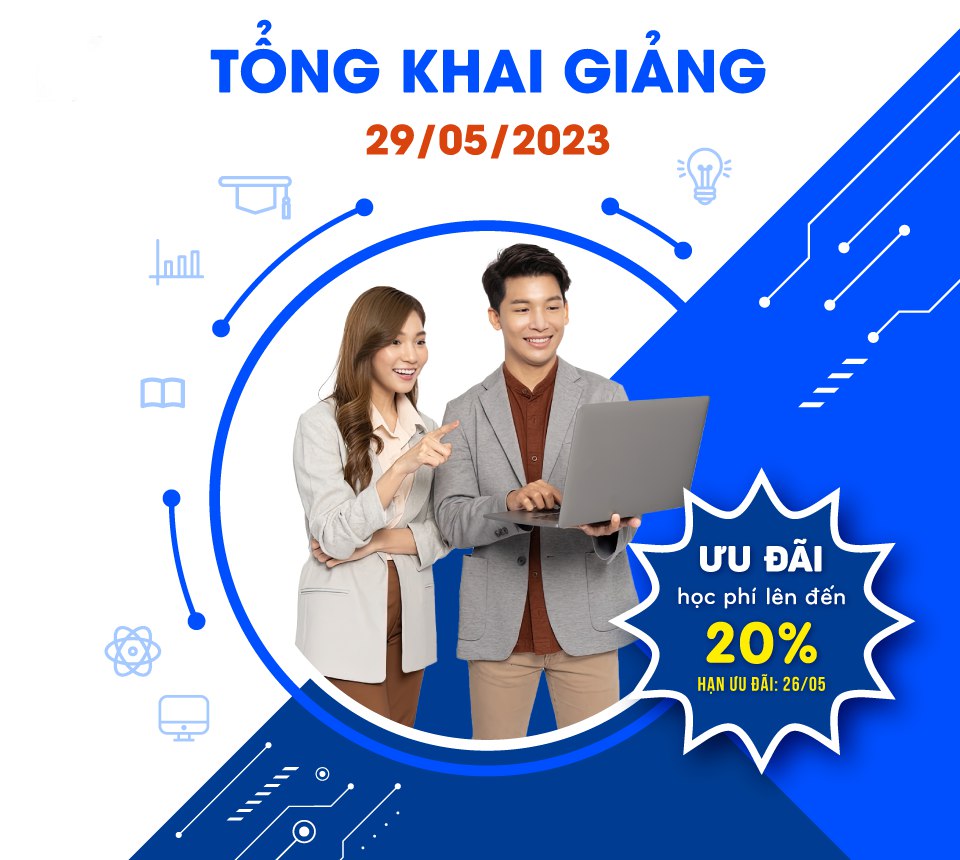 TỔNG KHAI GIẢNG
29/05/2023
ƯU ĐÃI
học phí lên đến
20%
HẠN ƯU ĐÃI: 26/05